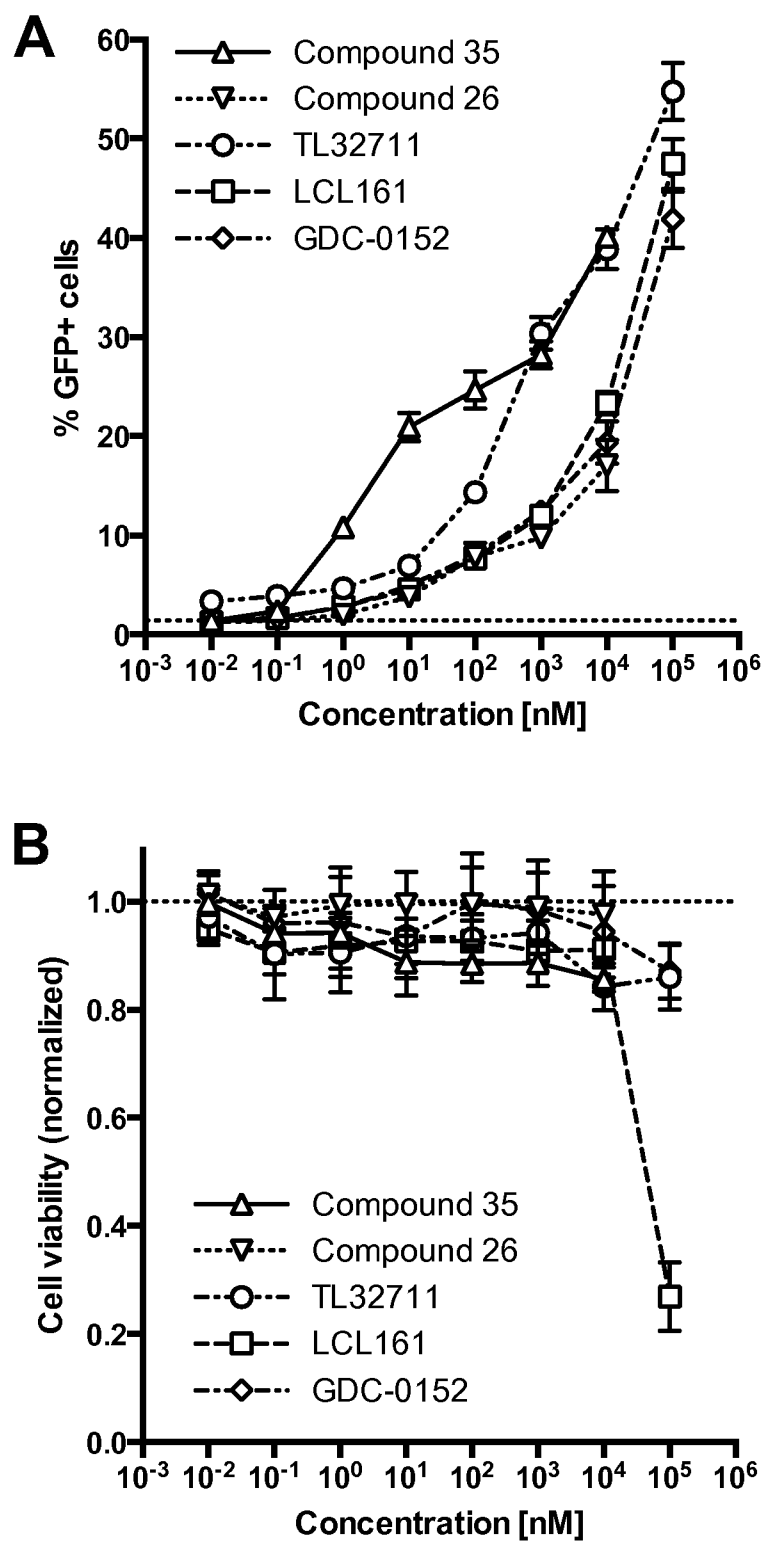 A
% GFP+ cells
60
50
40
30
20
10
0
Compound 35
Compound 26
TL32711
LCL161
GDC-0152
10⁻³ 10⁻² 10⁻¹ 10⁰ 10¹ 10² 10³ 10⁴ 10⁵ 10⁶
Concentration [nM]
B
Cell viability (normalized)
1.0
0.8
0.6
0.4
0.2
0.0
Compound 35
Compound 26
TL32711
LCL161
GDC-0152
10⁻³ 10⁻² 10⁻¹ 10⁰ 10¹ 10² 10³ 10⁴ 10⁵ 10⁶
Concentration [nM]